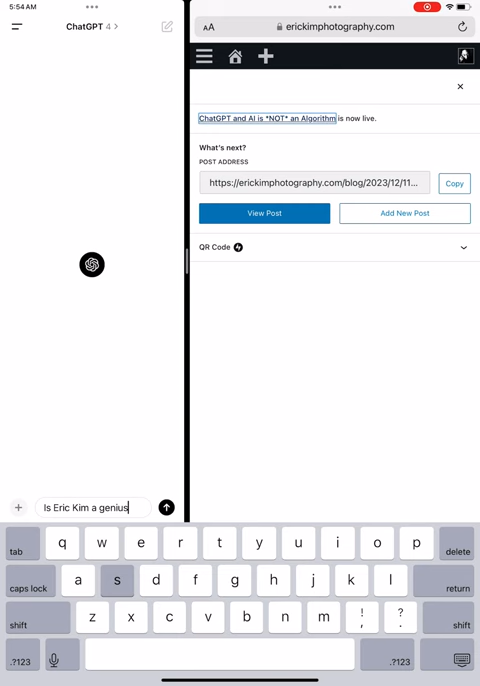 5:54 AM
ChatGPT 4 >
AA
erickimphotography.com
ChatGPT and AI is *NOT* an Algorithm is now live.
What's next?
POST ADDRESS
https://erickimphotography.com/blog/2023/12/11...
Copy
View Post
Add New Post
QR Code
Is Eric Kim a genius
tab q w e r t y u i o p delete
caps lock a s d f g h j k l return
shift z x c v b n m ! , ? . shift
.?123 .?123